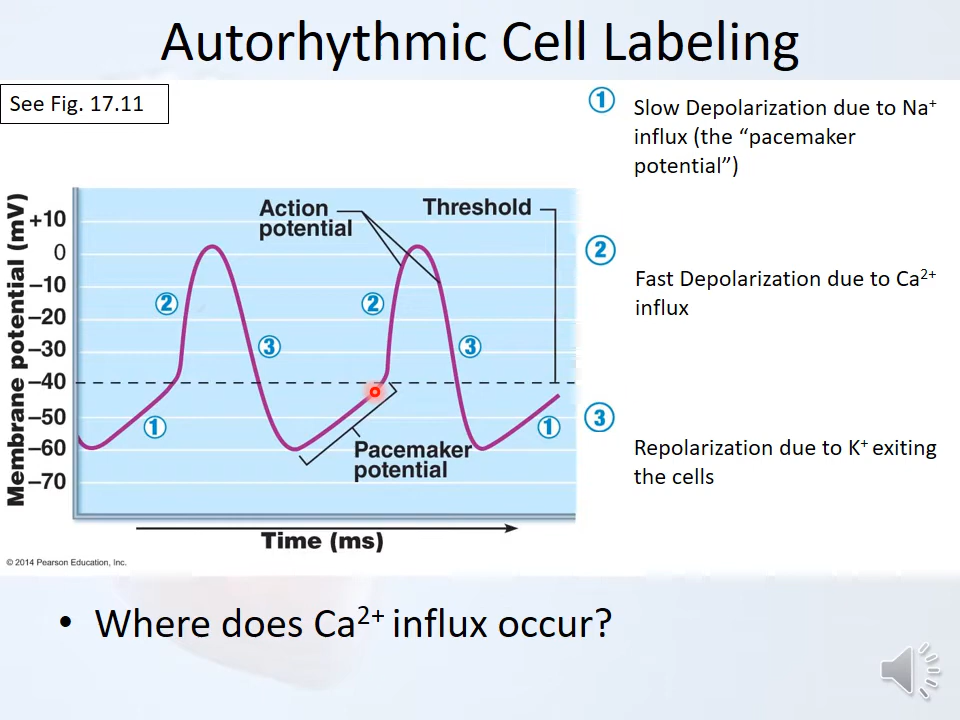 Autorhythmic Cell Labeling
See Fig. 17.11
① Slow Depolarization due to Na⁺
influx (the “pacemaker
potential”)
② Fast Depolarization due to Ca²⁺
influx
③ Repolarization due to K⁺ exiting
the cells
Membrane potential (mV)
+10
0
−10
−20
−30
−40
−50
−60
−70
Action
potential
Threshold
②
②
③
③
①
①
Pacemaker
potential
Time (ms)
© 2014 Pearson Education, Inc.
• Where does Ca²⁺ influx occur?